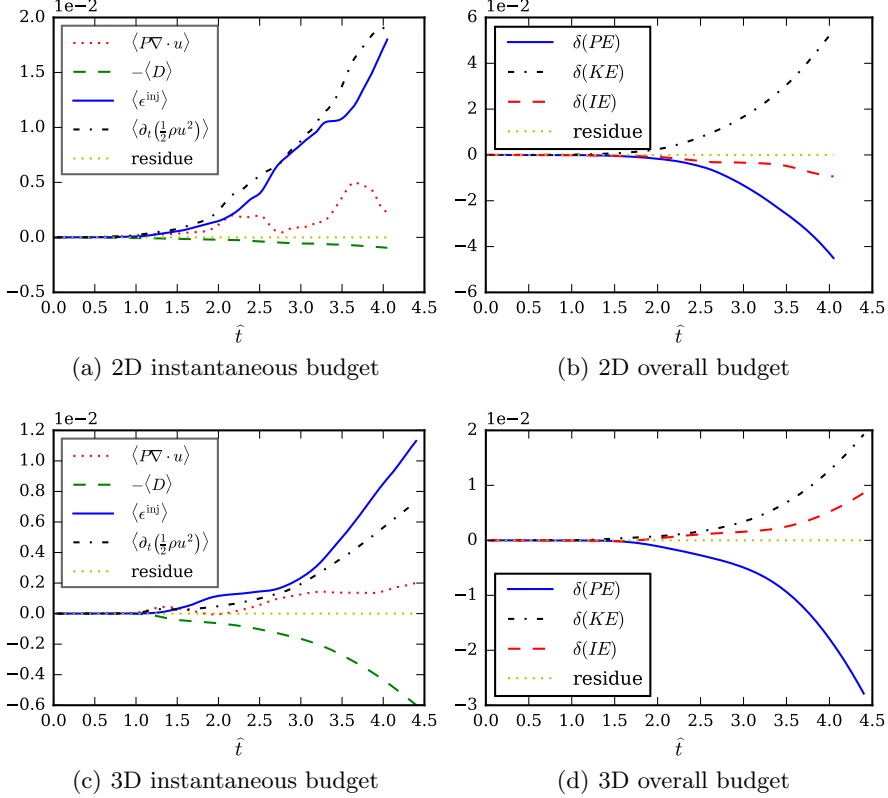 1e−2
2.0
1.5
1.0
0.5
0.0
−0.5
0.0 0.5 1.0 1.5 2.0 2.5 3.0 3.5 4.0 4.5
⟨P∇ · u⟩
−⟨D⟩
⟨ϵ^inj⟩
⟨∂_t(½ρu²)⟩
residue
t̂
(a) 2D instantaneous budget
1e−2
6
4
2
0
−2
−4
−6
0.0 0.5 1.0 1.5 2.0 2.5 3.0 3.5 4.0 4.5
δ(PE)
δ(KE)
δ(IE)
residue
t̂
(b) 2D overall budget
1e−2
1.2
1.0
0.8
0.6
0.4
0.2
0.0
−0.2
−0.4
−0.6
0.0 0.5 1.0 1.5 2.0 2.5 3.0 3.5 4.0 4.5
⟨P∇ · u⟩
−⟨D⟩
⟨ϵ^inj⟩
⟨∂_t(½ρu²)⟩
residue
t̂
(c) 3D instantaneous budget
1e−2
2
1
0
−1
−2
−3
0.0 0.5 1.0 1.5 2.0 2.5 3.0 3.5 4.0 4.5
δ(PE)
δ(KE)
δ(IE)
residue
t̂
(d) 3D overall budget